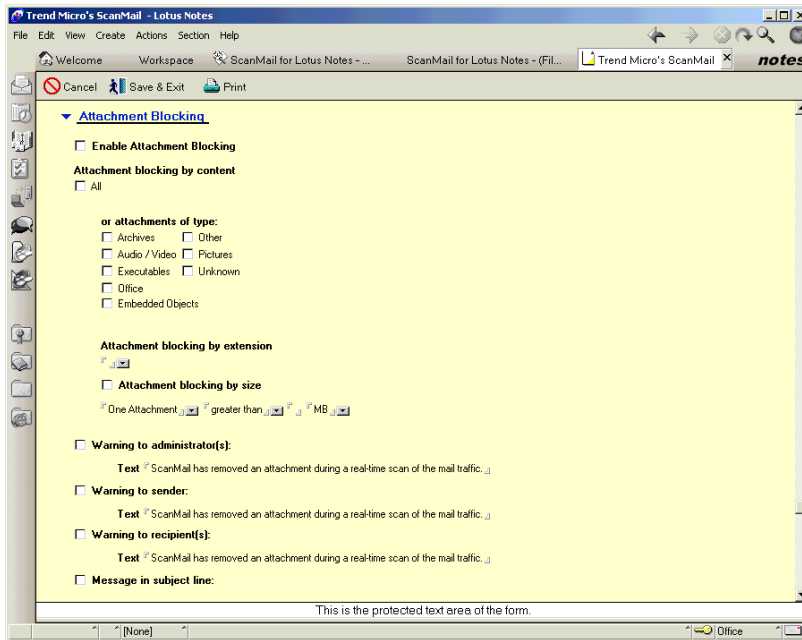 Trend Micro's ScanMail - Lotus Notes
File Edit View Create Actions Section Help
Welcome Workspace ScanMail for Lotus Notes - ... ScanMail for Lotus Notes - (Fil... Trend Micro's ScanMail notes
Cancel Save & Exit Print
Attachment Blocking
Enable Attachment Blocking
Attachment blocking by content
All
or attachments of type:
Archives Other
Audio / Video Pictures
Executables Unknown
Office
Embedded Objects
Attachment blocking by extension
Attachment blocking by size
One Attachment greater than MB
Warning to administrator(s):
Text ScanMail has removed an attachment during a real-time scan of the mail traffic.
Warning to sender:
Text ScanMail has removed an attachment during a real-time scan of the mail traffic.
Warning to recipient(s):
Text ScanMail has removed an attachment during a real-time scan of the mail traffic.
Message in subject line:
This is the protected text area of the form.
[None] Office